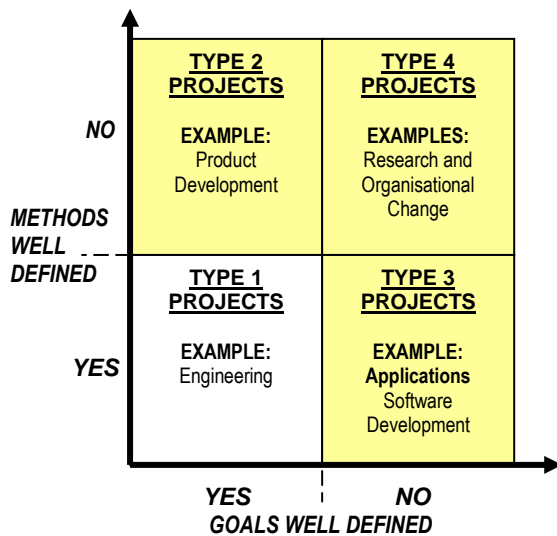 TYPE 2
PROJECTS
EXAMPLE:
Product
Development
TYPE 4
PROJECTS
EXAMPLES:
Research and
Organisational
Change
NO
METHODS
WELL
DEFINED
TYPE 1
PROJECTS
EXAMPLE:
Engineering
TYPE 3
PROJECTS
EXAMPLE:
Applications
Software
Development
YES
YES
NO
GOALS WELL DEFINED